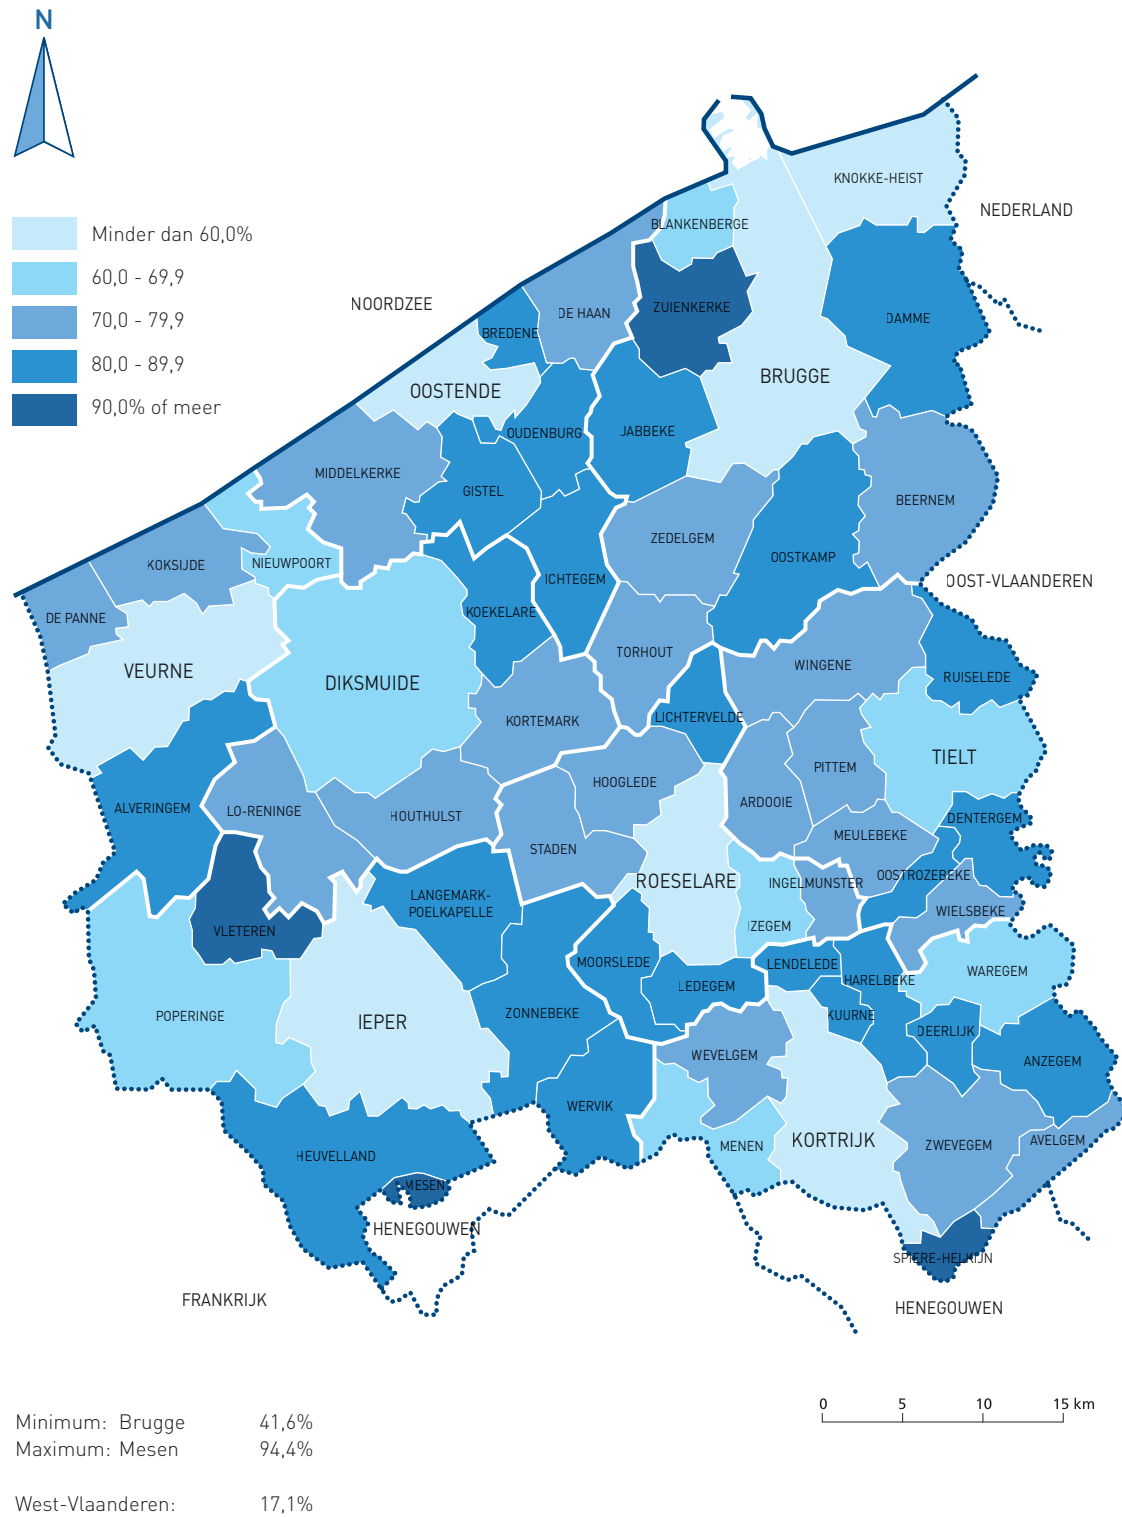 N
KNOKKE-HEIST
NEDERLAND
BLANKENBERGE
Minder dan 60,0%
60,0 - 69,9
70,0 - 79,9
80,0 - 89,9
90,0% of meer
NOORDZEE
ZUIENKERKE
DE HAAN
DAMME
BREDENE
BRUGGE
OOSTENDE
OUDENBURG
JABBEKE
MIDDELKERKE
GISTEL
BEERNEM
ZEDELGEM
OOSTKAMP
KOKSIJDE
NIEUWPOORT
ICHTEGEM
OOST-VLAANDEREN
KOEKELARE
DE PANNE
TORHOUT
WINGENE
VEURNE
DIKSMUIDE
RUISELEDE
KORTEMARK
LICHTERVELDE
TIELT
PITTEM
HOOGLEDE
ARDOOIE
ALVERINGEM
LO-RENINGE
HOUTHULST
DENTERGEM
MEULEBEKE
STADEN
OOSTROZEBEKE
ROESELARE
INGELMUNSTER
LANGEMARK-
POELKAPELLE
WIELSBEKE
IZEGEM
VLETEREN
MOORSLEDE
LENDELEDE
WAREGEM
HARELBEKE
LEDEGEM
ZONNEBEKE
KUURNE
POPERINGE
IEPER
DEERLIJK
WEVELGEM
ANZEGEM
WERVIK
KORTRIJK
AVELGEM
MENEN
ZWEVEGEM
HEUVELLAND
MESEN
HENEGOUWEN
SPIERE-HELKIJN
FRANKRIJK
HENEGOUWEN
0 5 10 15 km
Minimum: Brugge 41,6%
Maximum: Mesen 94,4%
West-Vlaanderen: 17,1%